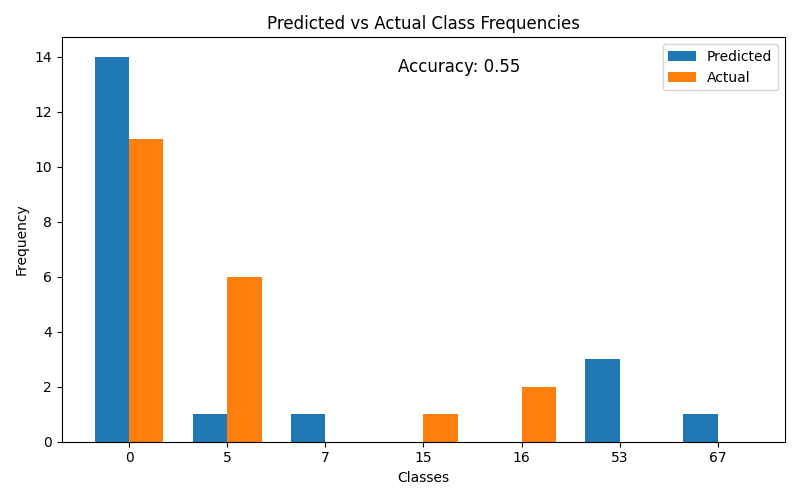 Predicted vs Actual Class Frequencies
Accuracy: 0.55
Predicted
Actual
14
12
10
8
6
4
2
0
Frequency
0 5 7 15 16 53 67
Classes